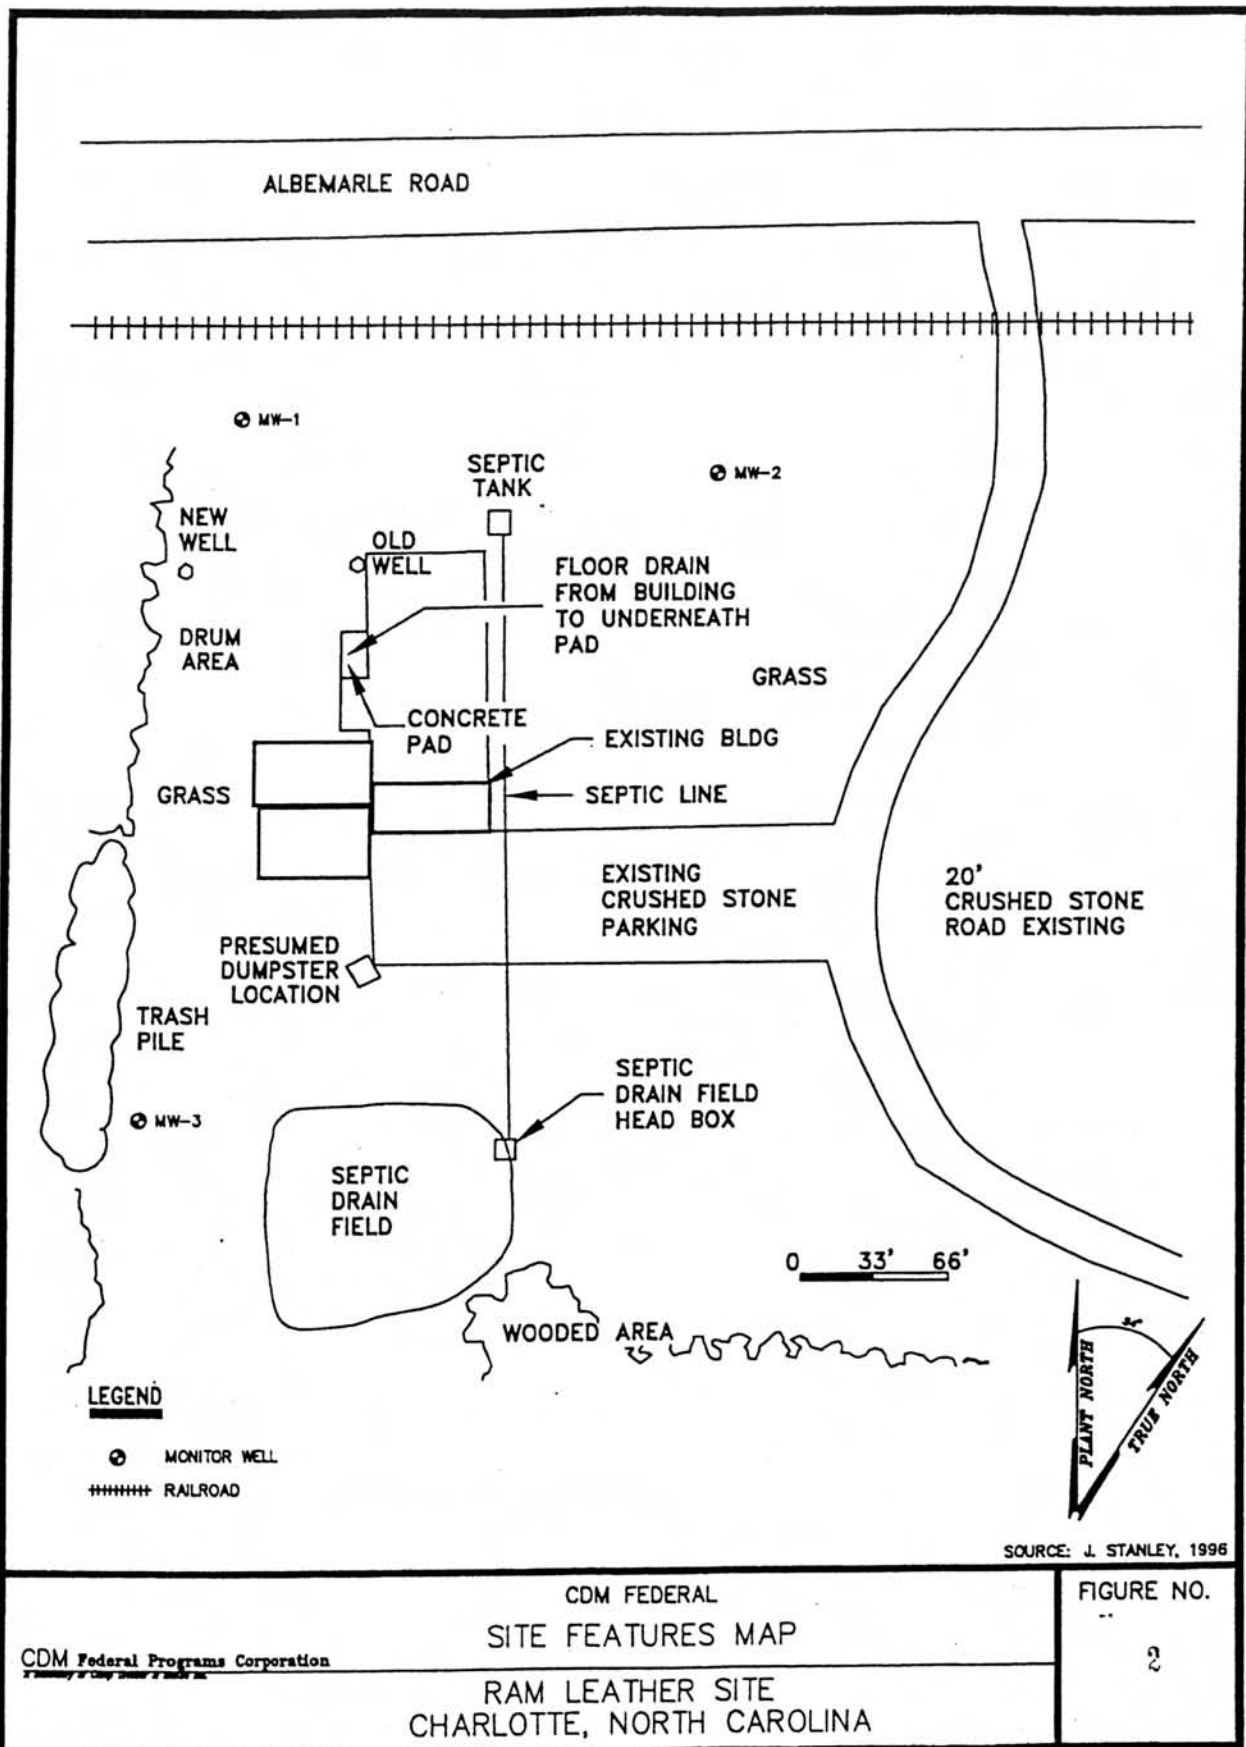 ALBEMARLE ROAD
MW-1
SEPTIC
TANK
MW-2
NEW
WELL
OLD
WELL
FLOOR DRAIN
FROM BUILDING
TO UNDERNEATH
PAD
DRUM
AREA
GRASS
CONCRETE
PAD
EXISTING BLDG
GRASS
SEPTIC LINE
EXISTING
CRUSHED STONE
PARKING
20'
CRUSHED STONE
ROAD EXISTING
PRESUMED
DUMPSTER
LOCATION
TRASH
PILE
SEPTIC
DRAIN FIELD
HEAD BOX
MW-3
SEPTIC
DRAIN
FIELD
0 33' 66'
WOODED AREA
PLANT NORTH
TRUE NORTH
LEGEND
MONITOR WELL
RAILROAD
SOURCE: J. STANLEY, 1996
CDM FEDERAL
SITE FEATURES MAP
FIGURE NO.
2
CDM Federal Programs Corporation
RAM LEATHER SITE
CHARLOTTE, NORTH CAROLINA